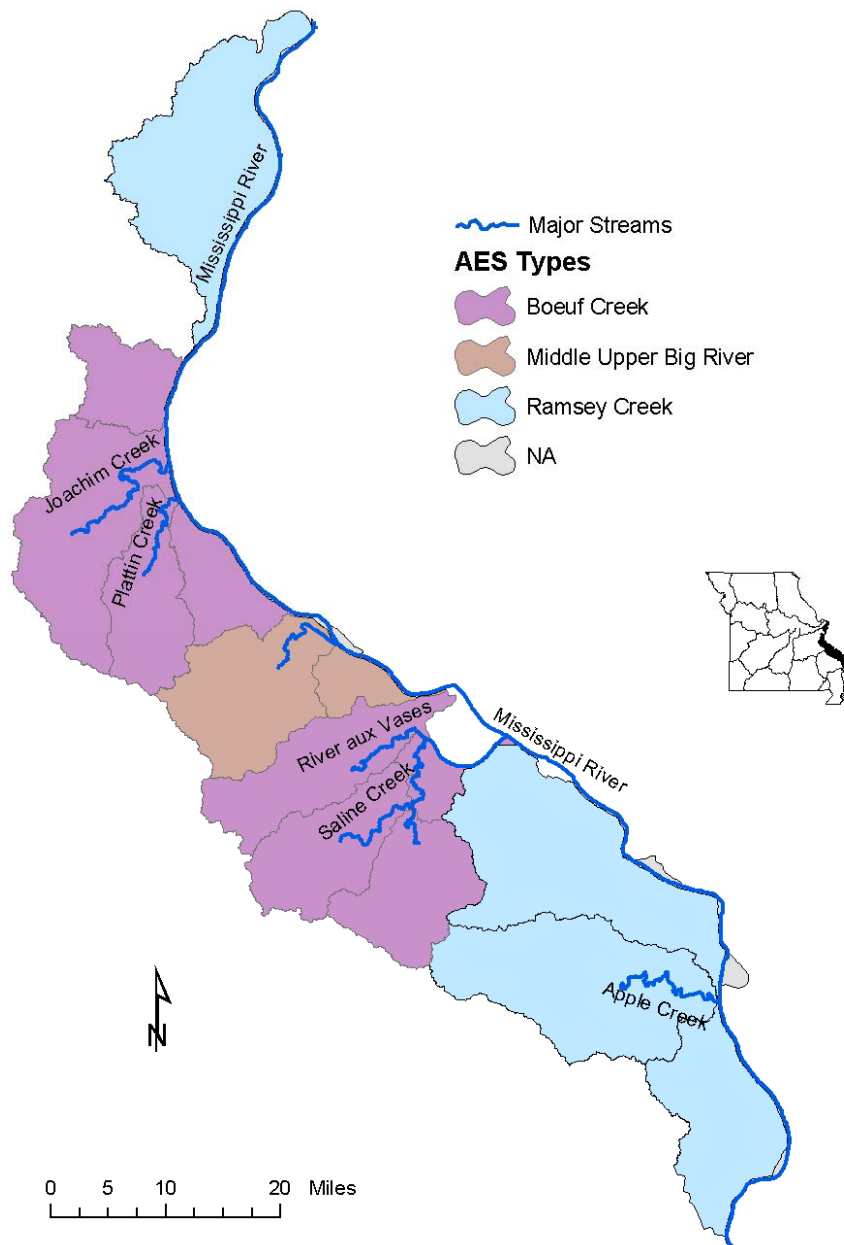 Mississippi River
Major Streams
AES Types
Boeuf Creek
Middle Upper Big River
Ramsey Creek
NA
Joachim Creek
Plattin Creek
River aux Vases
Mississippi River
Saline Creek
Apple Creek
N
0 5 10 20 Miles